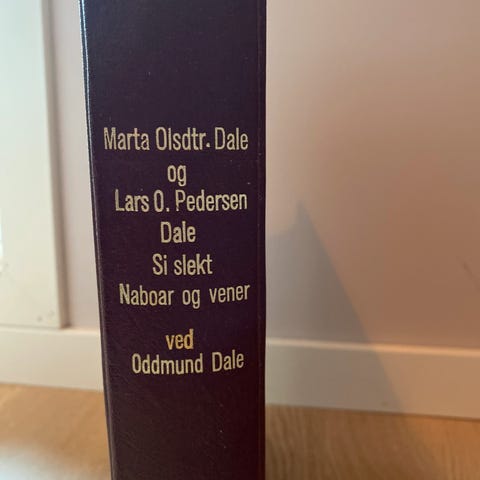 Marta Olsdtr. Dale
og
Lars O. Pedersen
Dale
Si slekt
Naboar og vener
ved
Oddmund Dale